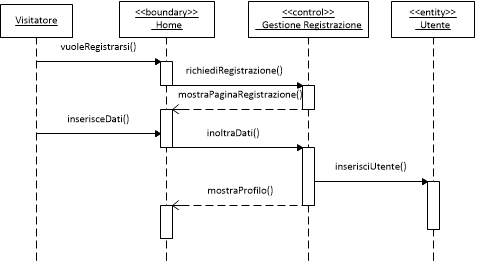 Visitatore
<<boundary>>
Home
<<control>>
Gestione Registrazione
<<entity>>
Utente
vuoleRegistrarsi()
richiediRegistrazione()
mostraPaginaRegistrazione()
inserisceDati()
inoltraDati()
inserisciUtente()
mostraProfilo()